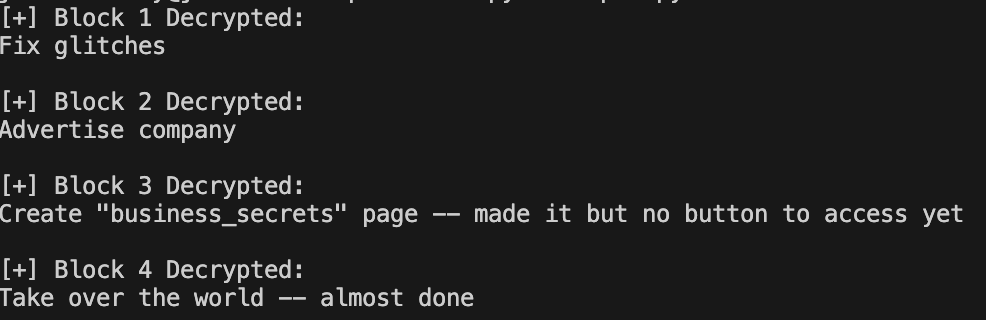 [+] Block 1 Decrypted:
Fix glitches
[+] Block 2 Decrypted:
Advertise company
[+] Block 3 Decrypted:
Create "business_secrets" page -- made it but no button to access yet
[+] Block 4 Decrypted:
Take over the world -- almost done